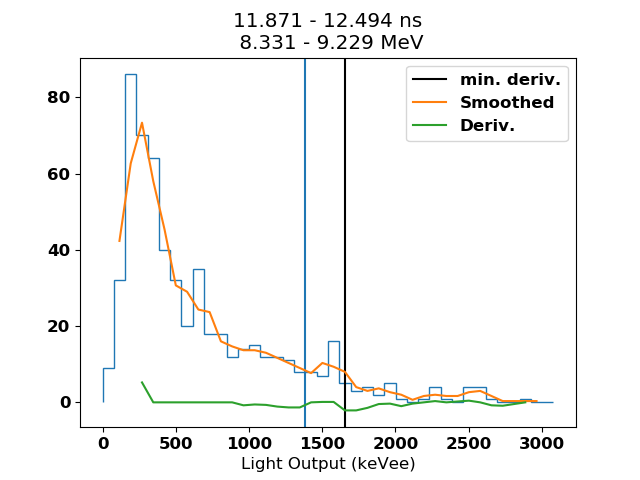 11.871 - 12.494 ns
8.331 - 9.229 MeV
min. deriv.
Smoothed
Deriv.
80
60
40
20
0
0 500 1000 1500 2000 2500 3000
Light Output (keVee)